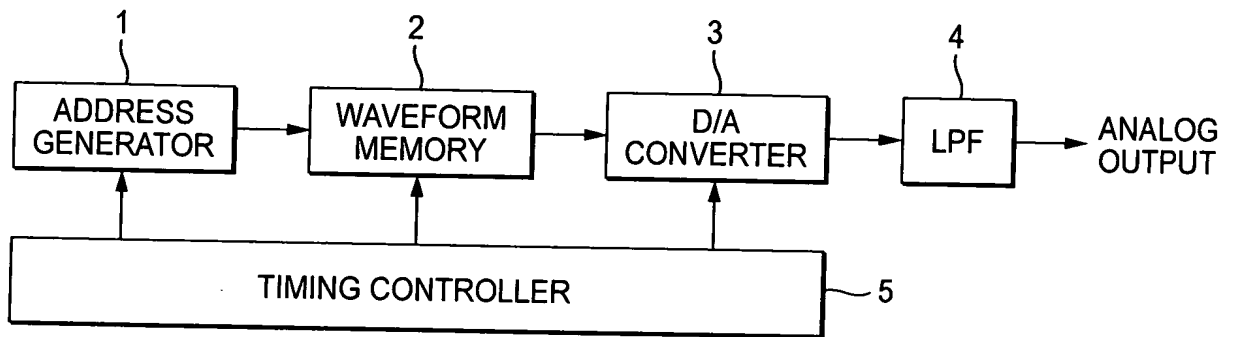 1
2
3
4
ADDRESS
GENERATOR
WAVEFORM
MEMORY
D/A
CONVERTER
LPF
ANALOG
OUTPUT
TIMING CONTROLLER
5